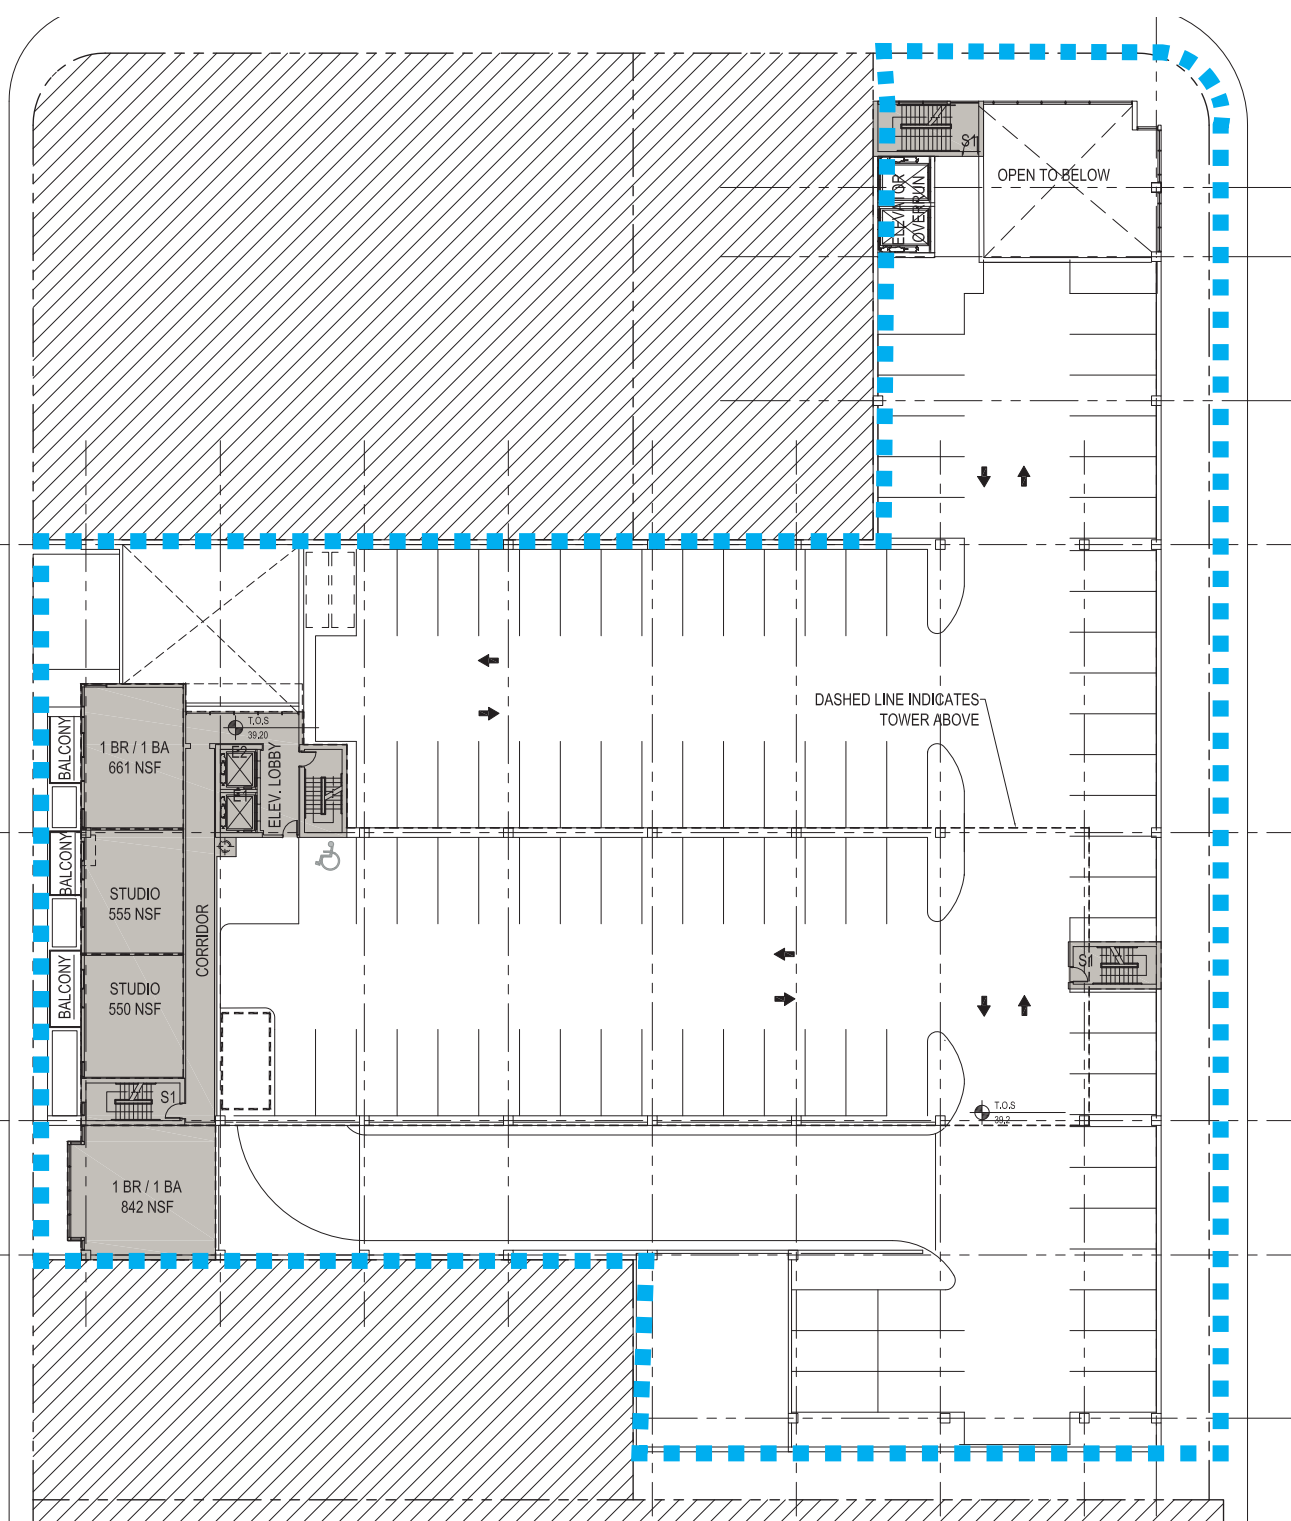 S1
OPEN TO BELOW
ELEVATOR
OVERRUN
DASHED LINE INDICATES
TOWER ABOVE
T.O.S
39.20
BALCONY
1 BR / 1 BA
661 NSF
E2
E1
ELEV. LOBBY
BALCONY
STUDIO
555 NSF
CORRIDOR
BALCONY
STUDIO
550 NSF
S1
S1
T.O.S
39.2
1 BR / 1 BA
842 NSF